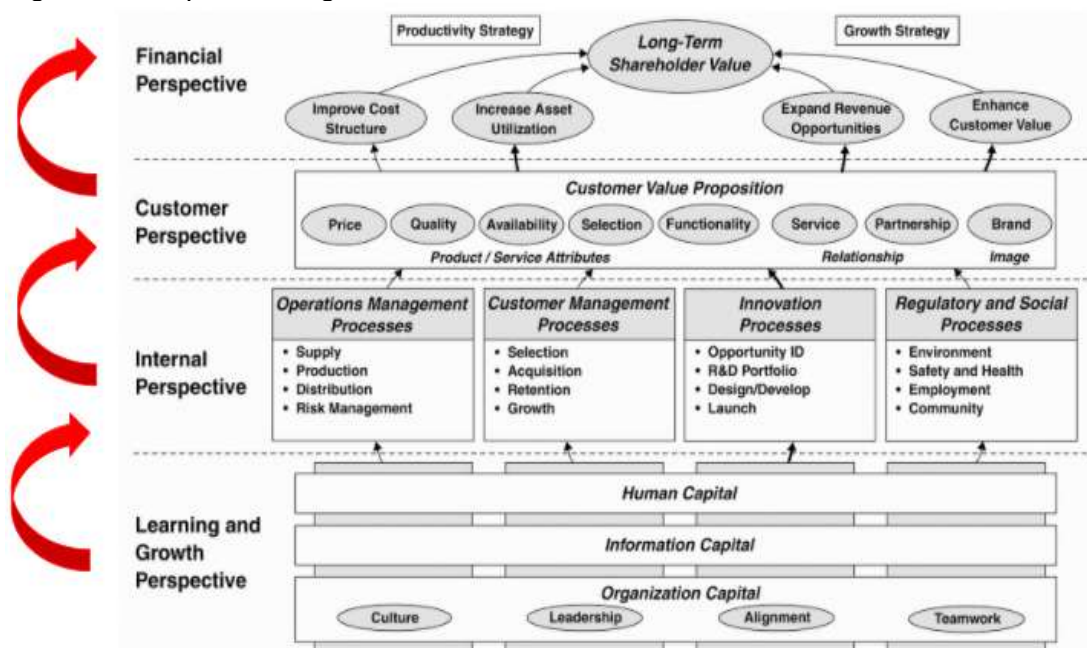 Productivity Strategy
Growth Strategy
Long-Term
Shareholder Value
Financial
Perspective
Improve Cost
Structure
Increase Asset
Utilization
Expand Revenue
Opportunities
Enhance
Customer Value
Customer
Perspective
Customer Value Proposition
Price
Quality
Availability
Selection
Functionality
Service
Partnership
Brand
Product / Service Attributes
Relationship
Image
Internal
Perspective
Operations Management
Processes
• Supply
• Production
• Distribution
• Risk Management
Customer Management
Processes
• Selection
• Acquisition
• Retention
• Growth
Innovation
Processes
• Opportunity ID
• R&D Portfolio
• Design/Develop
• Launch
Regulatory and Social
Processes
• Environment
• Safety and Health
• Employment
• Community
Learning and
Growth
Perspective
Human Capital
Information Capital
Organization Capital
Culture
Leadership
Alignment
Teamwork